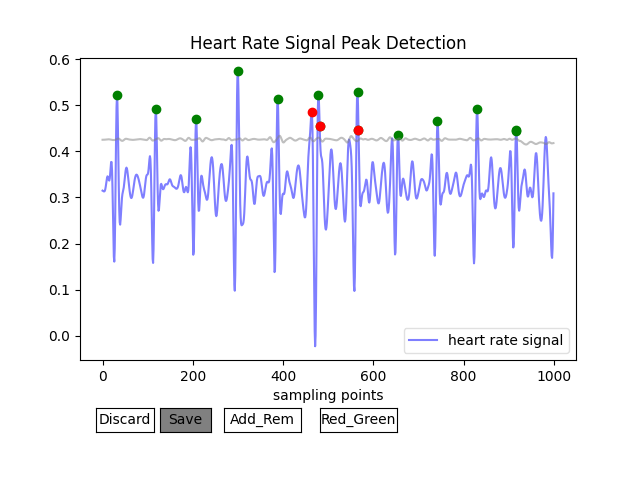 Heart Rate Signal Peak Detection
0.6
0.5
0.4
0.3
0.2
0.1
0.0
heart rate signal
0 200 400 600 800 1000
sampling points
Discard Save Add_Rem Red_Green